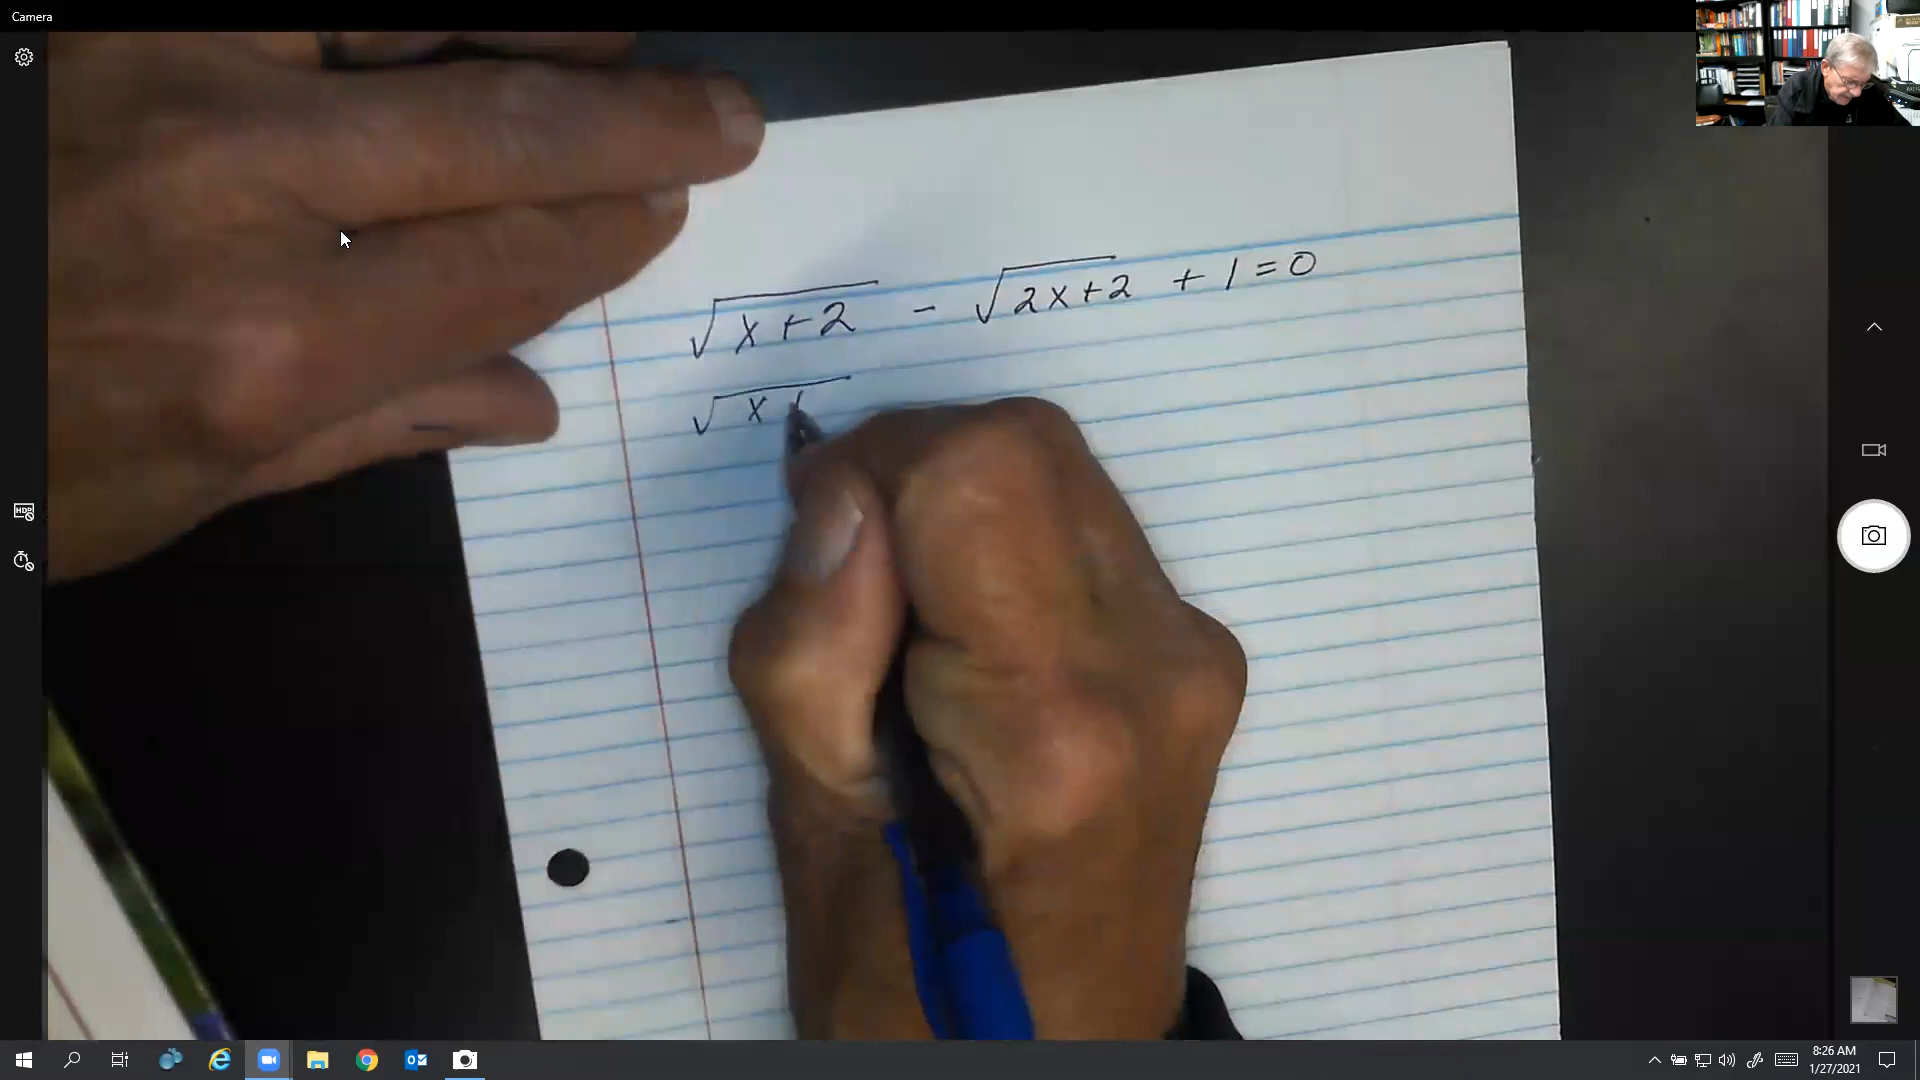 Camera
√x+2 - √2x+2 + 1 = 0
√x
8:26 AM
1/27/2021